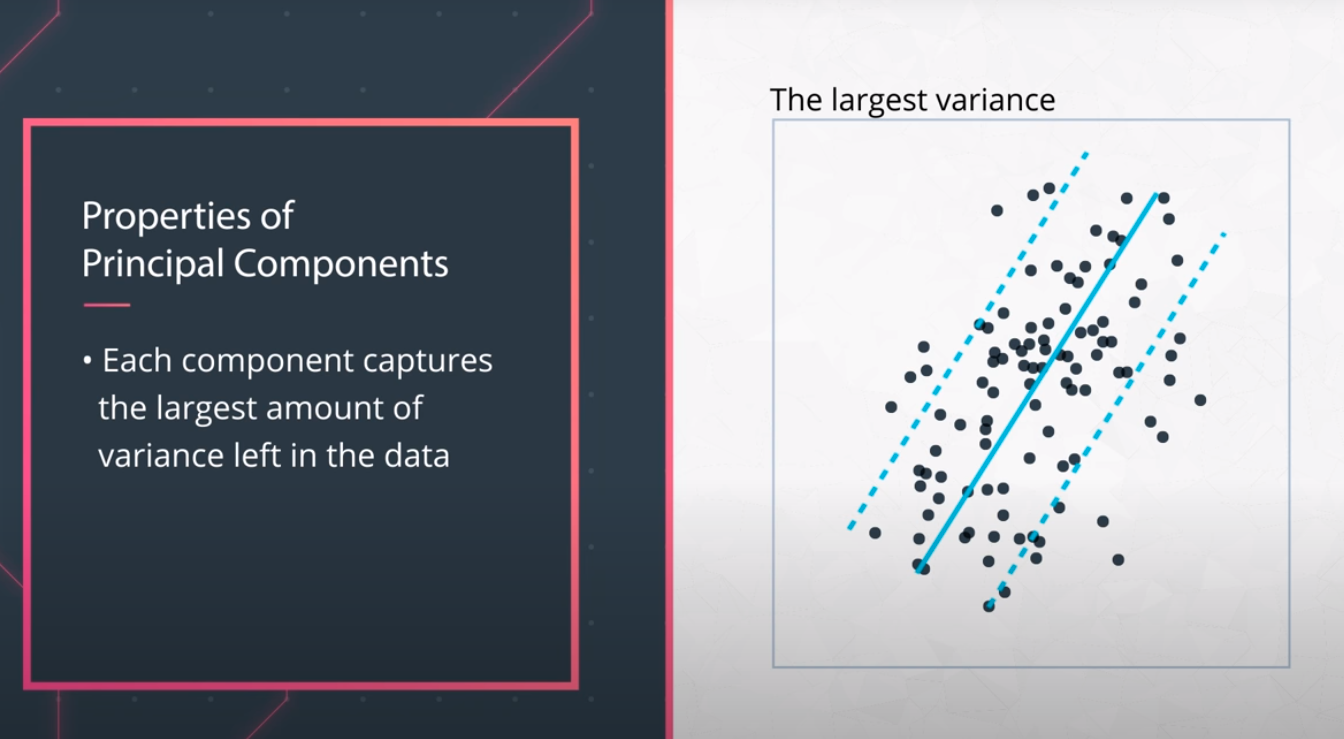 Properties of
Principal Components
• Each component captures
the largest amount of
variance left in the data
The largest variance